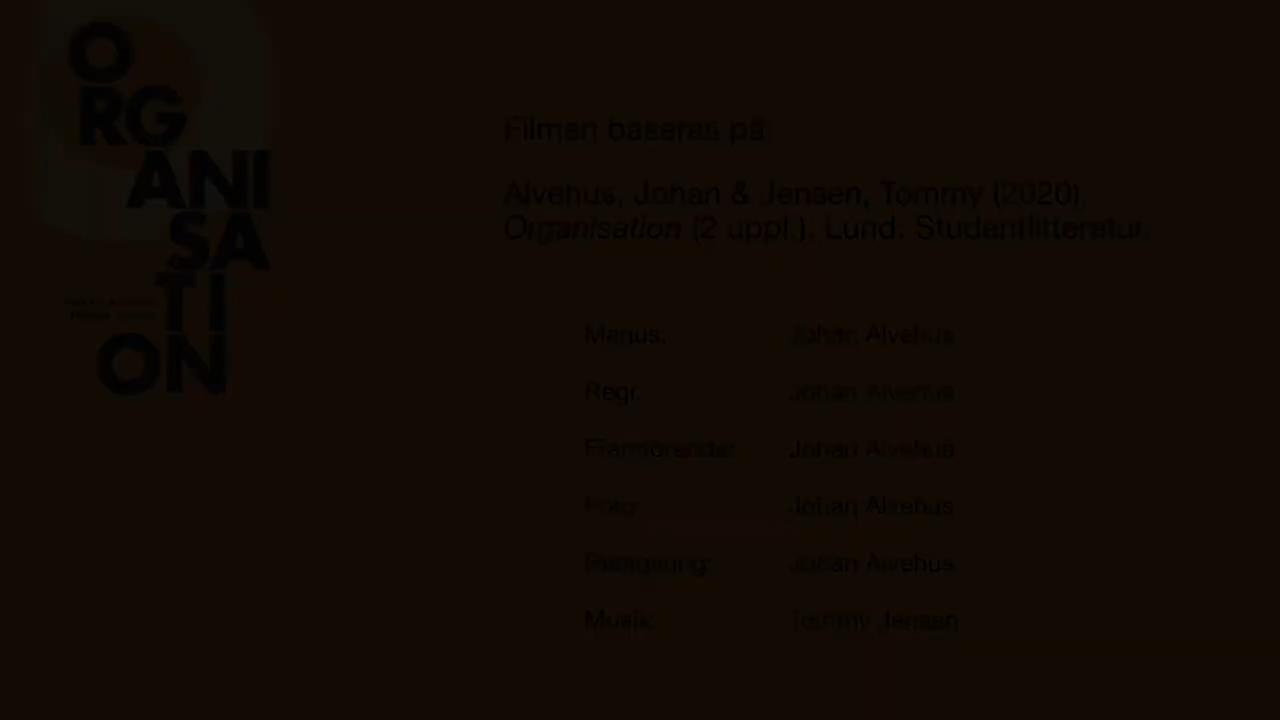 O
RG
ANI
SA
TI
ON
Filmen baseras på:
Alvehus, Johan & Jensen, Tommy (2020).
Organisation (2 uppl.). Lund: Studentlitteratur.
Manus: Johan Alvehus
Regi: Johan Alvehus
Framförande: Johan Alvehus
Foto: Johan Alvehus
Redigering: Johan Alvehus
Musik: Tommy Jensen